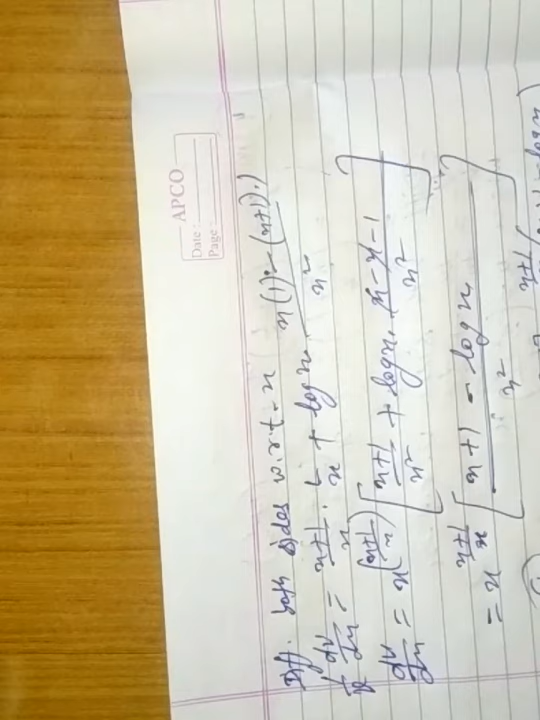 APCO
Date :
Page :
Diff. both sides w.r.t. x
1/v dv/dx = (x+1)/x · 1/x + log x · (x(1) - (x+1)·1)/x²
dv/dx = x^((x+1)/x) [ (x+1)/x² + log x · (x - x - 1)/x² ]
= x^((x+1)/x) [ (x+1 - log x)/x² ]